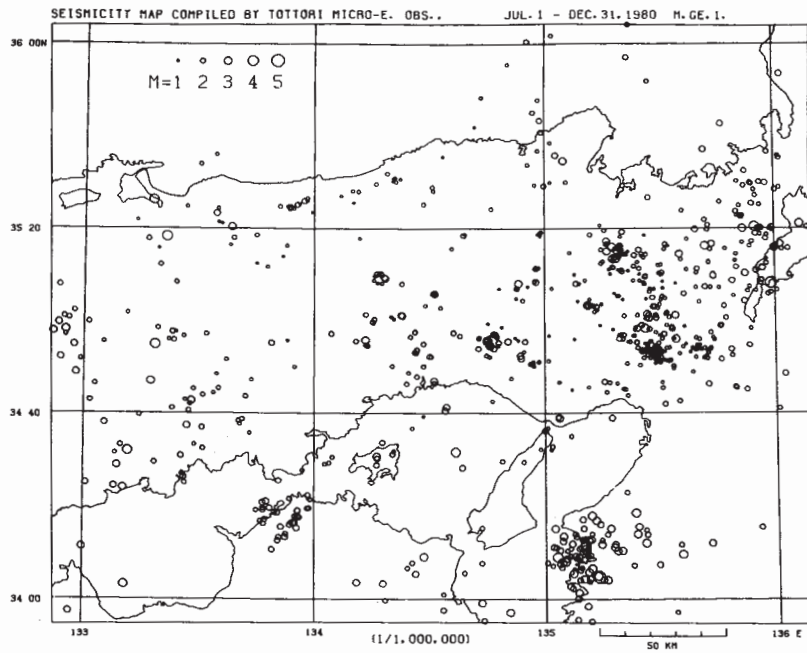 SEISMICITY MAP COMPILED BY TOTTORI MICRO-E. OBS.. JUL.1 - DEC.31.1980 M.GE.1.
36 00N
M=1 2 3 4 5
35 20
34 40
34 00
133 134 135 136 E
(1/1.000.000)
50 KM